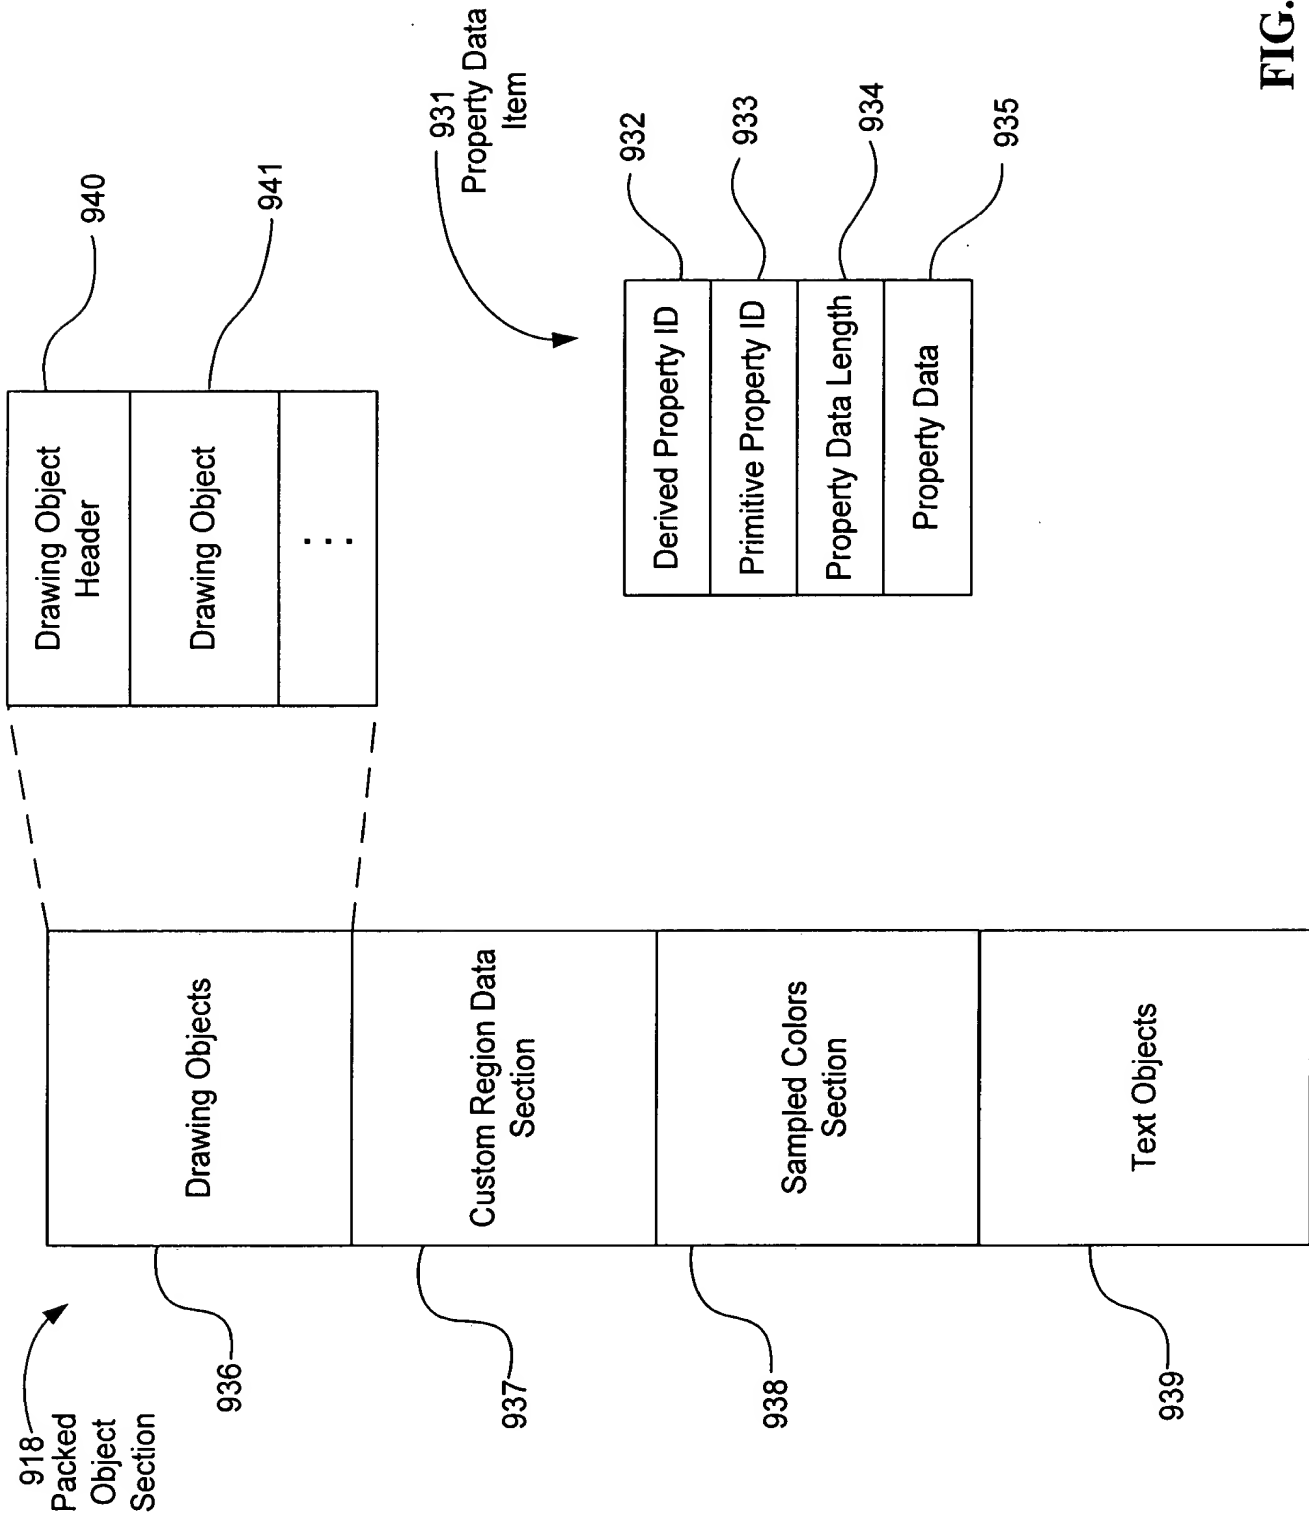 918
Packed
Object
Section
936
937
938
939
Drawing Objects
Custom Region Data
Section
Sampled Colors
Section
Text Objects
Drawing Object
Header
Drawing Object
...
940
941
931
Property Data
Item
Derived Property ID
Primitive Property ID
Property Data Length
Property Data
932
933
934
935
FIG.